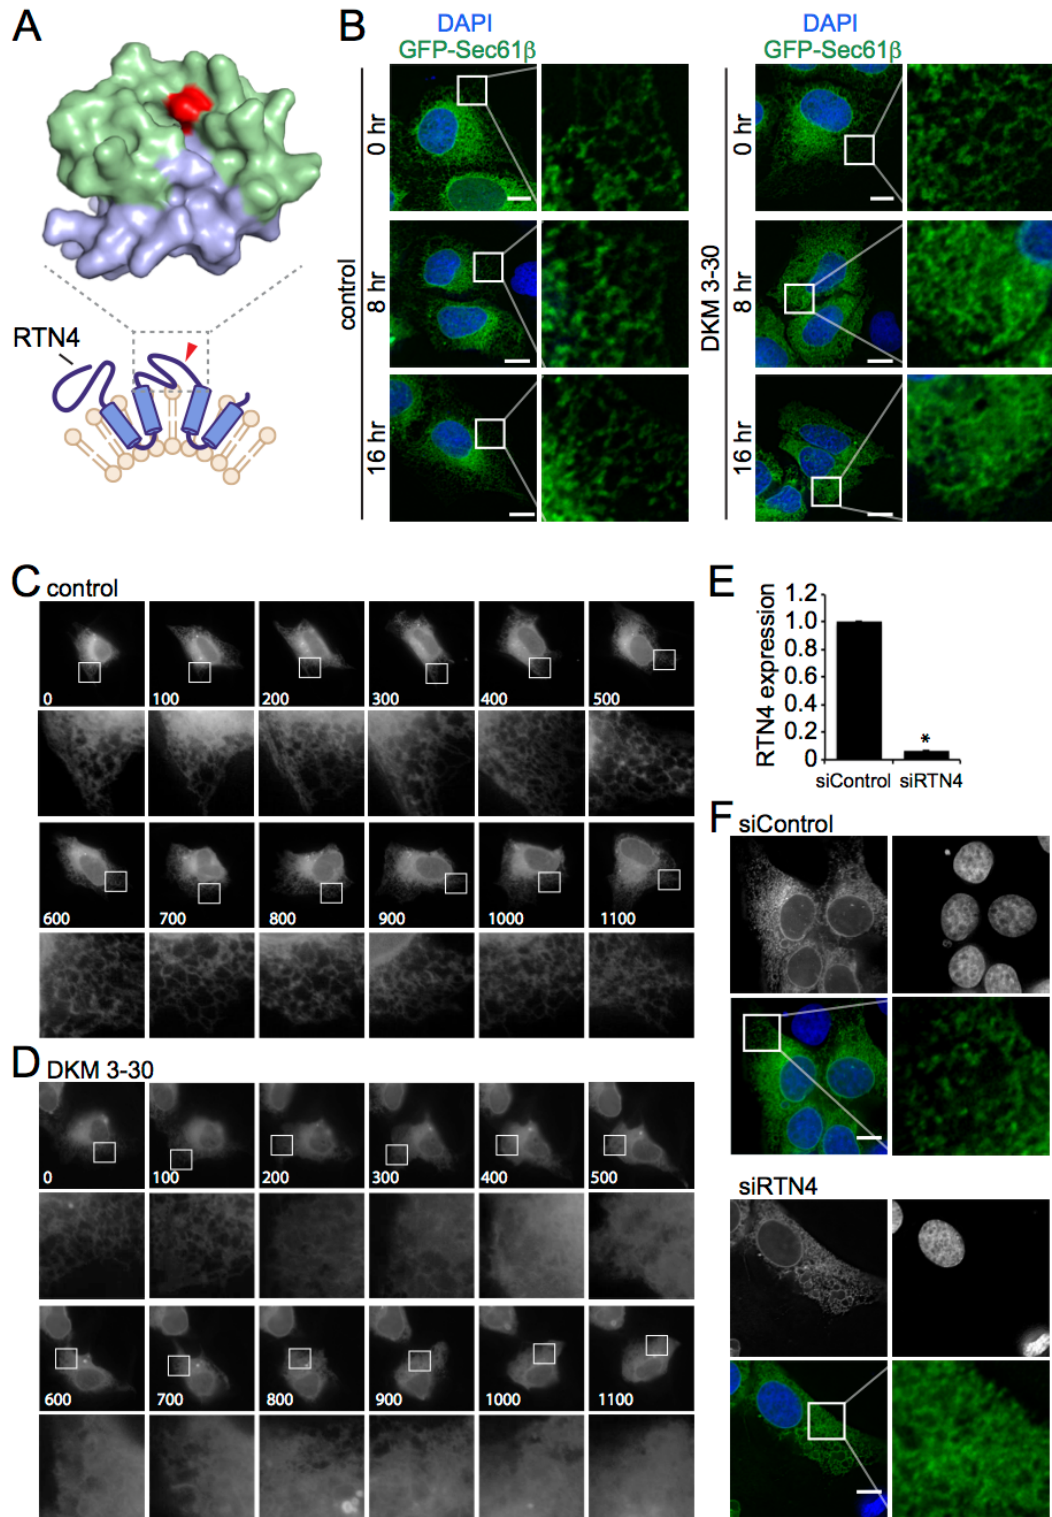 A
RTN4
B
DAPI
GFP-Sec61β
control
0 hr
8 hr
16 hr
DAPI
GFP-Sec61β
DKM 3-30
0 hr
8 hr
16 hr
C control
0 100 200 300 400 500
600 700 800 900 1000 1100
D DKM 3-30
0 100 200 300 400 500
600 700 800 900 1000 1100
E
RTN4 expression
1.2
1.0
0.8
0.6
0.4
0.2
0
*
siControl siRTN4
F siControl
siRTN4